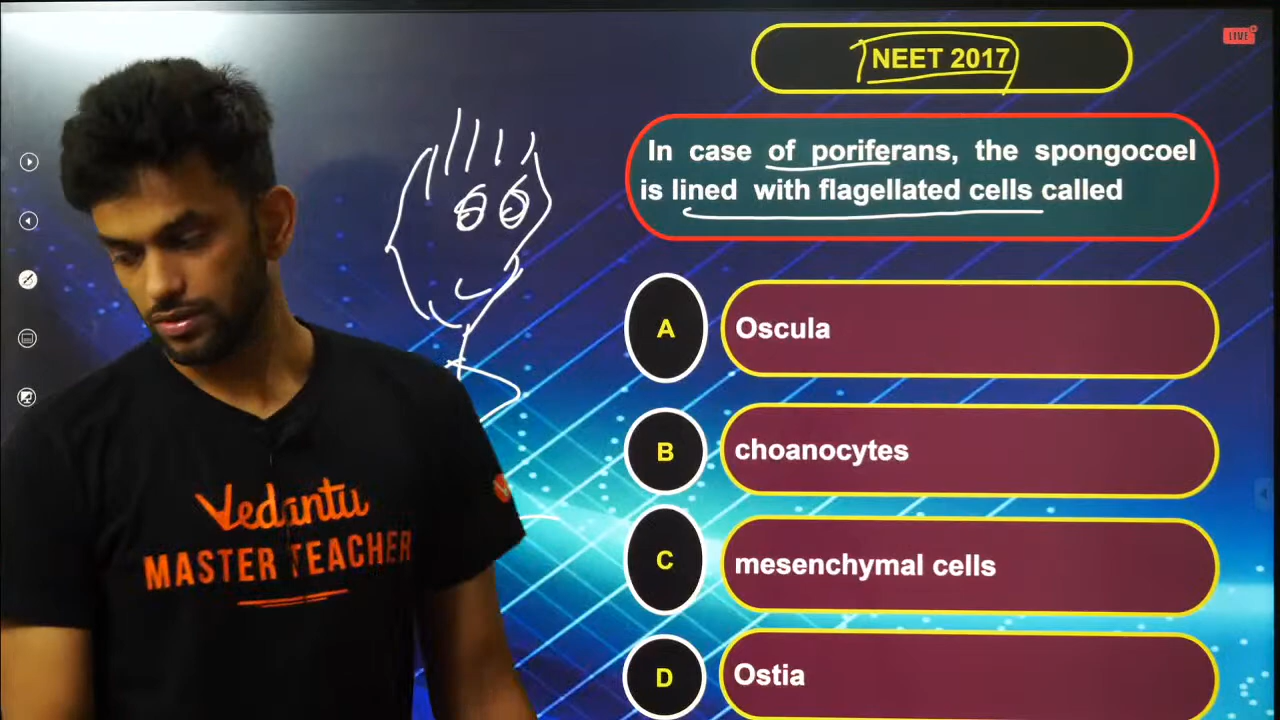 LIVE
NEET 2017
In case of poriferans, the spongocoel
is lined with flagellated cells called
A Oscula
B choanocytes
C mesenchymal cells
D Ostia
Vedantu
MASTER TEACHER